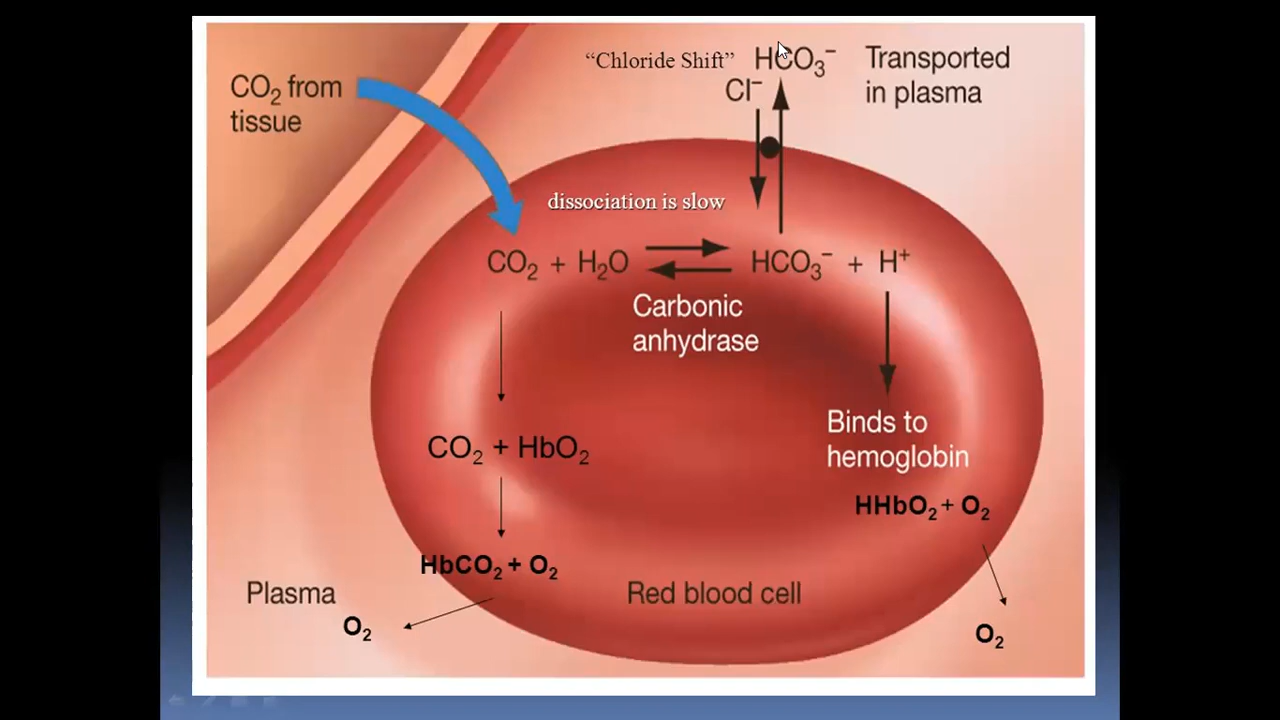 “Chloride Shift” HCO₃⁻ Transported
Cl⁻ in plasma
CO₂ from
tissue
dissociation is slow
CO₂ + H₂O HCO₃⁻ + H⁺
Carbonic
anhydrase
Binds to
hemoglobin
CO₂ + HbO₂
HHbO₂ + O₂
HbCO₂ + O₂
Plasma
Red blood cell
O₂
O₂